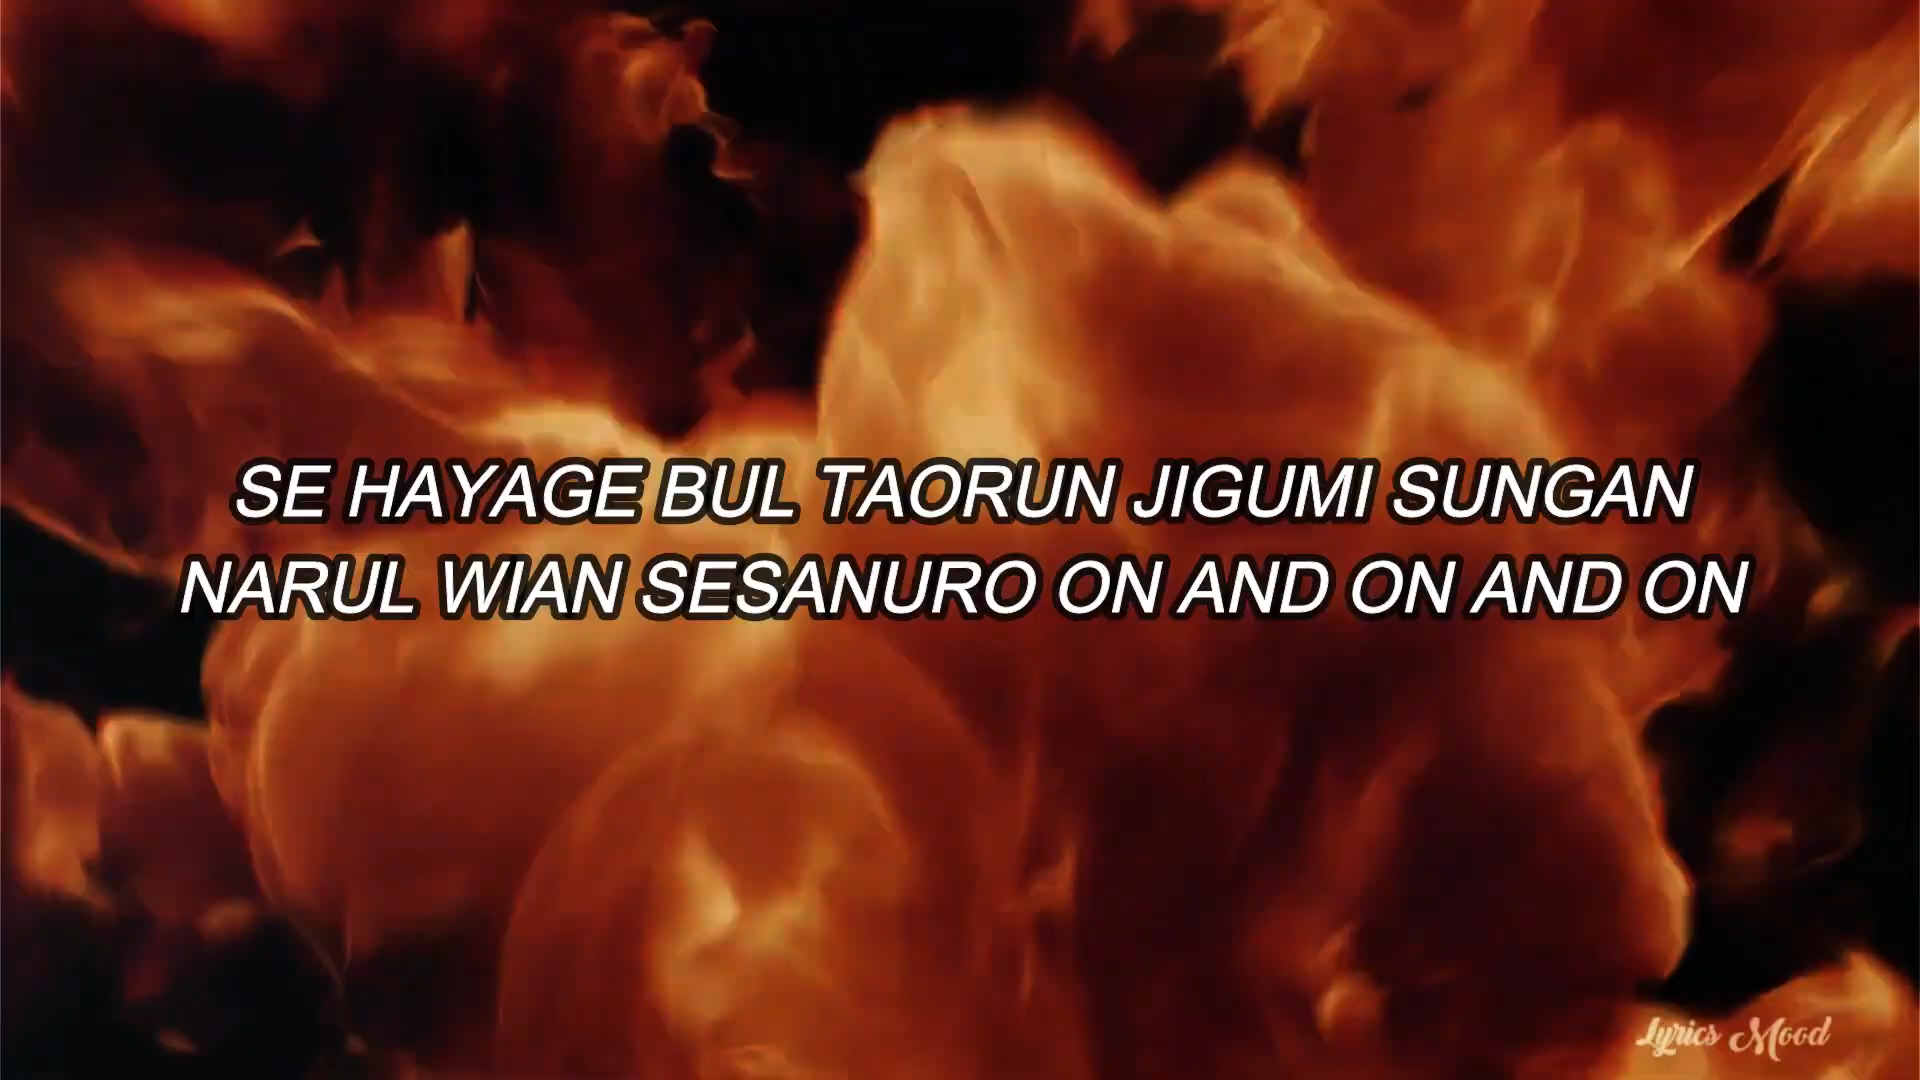 SE HAYAGE BUL TAORUN JIGUMI SUNGAN
NARUL WIAN SESANURO ON AND ON AND ON
Lyrics Mood